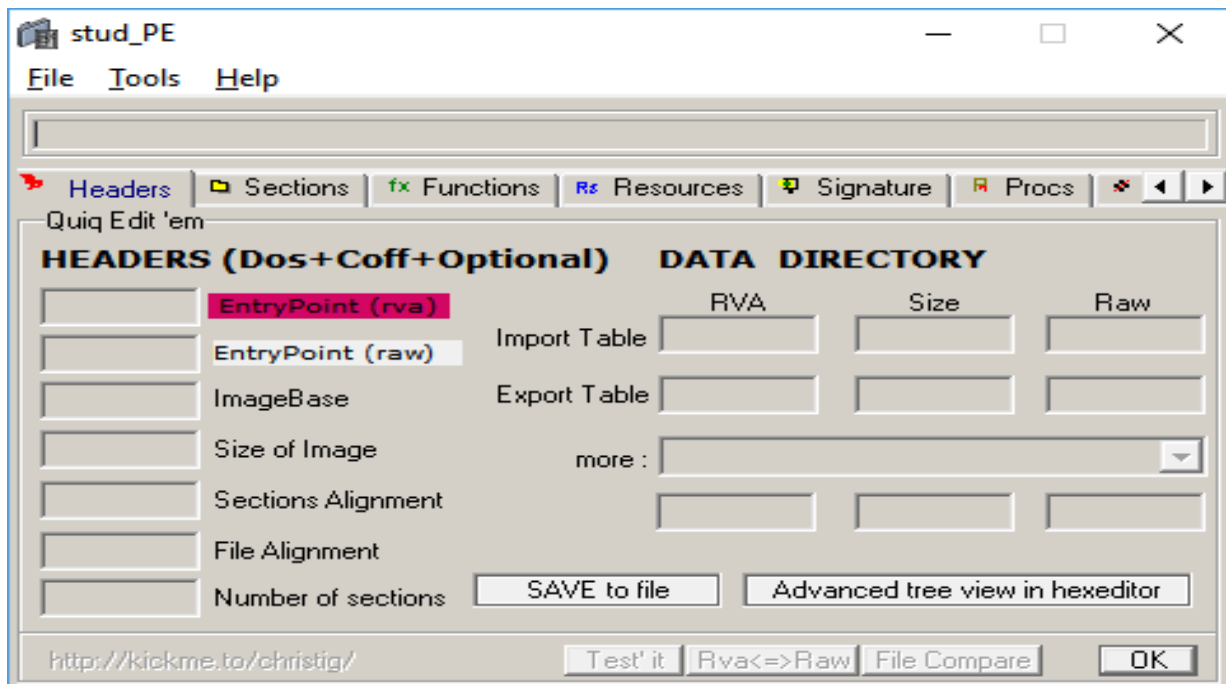 stud_PE
File Tools Help
Headers Sections fx Functions Rs Resources Signature Procs
Quiq Edit 'em
HEADERS (Dos+Coff+Optional) DATA DIRECTORY
EntryPoint (rva) RVA Size Raw
EntryPoint (raw) Import Table
ImageBase Export Table
Size of Image more :
Sections Alignment
File Alignment
Number of sections SAVE to file Advanced tree view in hexeditor
http://kickme.to/christig/ Test' it Rva<=>Raw File Compare OK